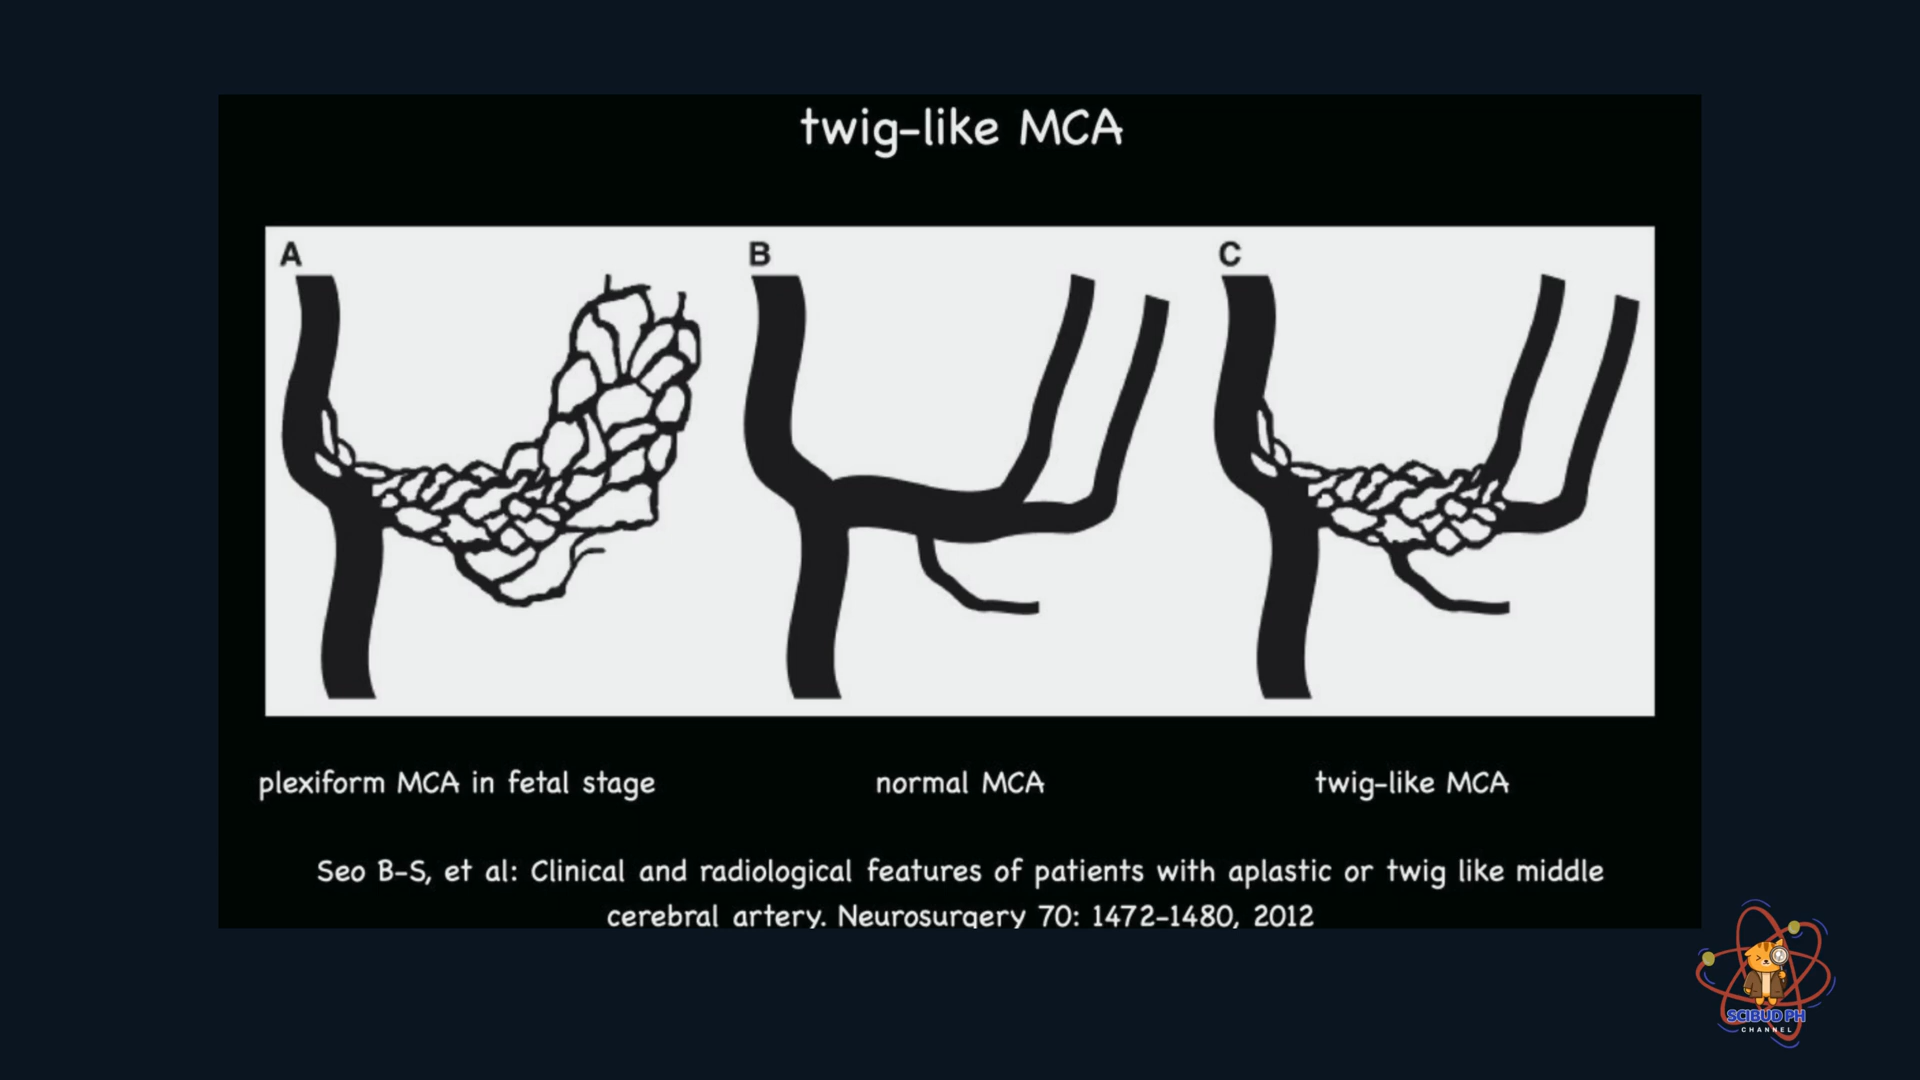 twig-like MCA
A
B
C
plexiform MCA in fetal stage
normal MCA
twig-like MCA
Seo B-S, et al: Clinical and radiological features of patients with aplastic or twig like middle
cerebral artery. Neurosurgery 70: 1472-1480, 2012
SCIBUD PH
CHANNEL